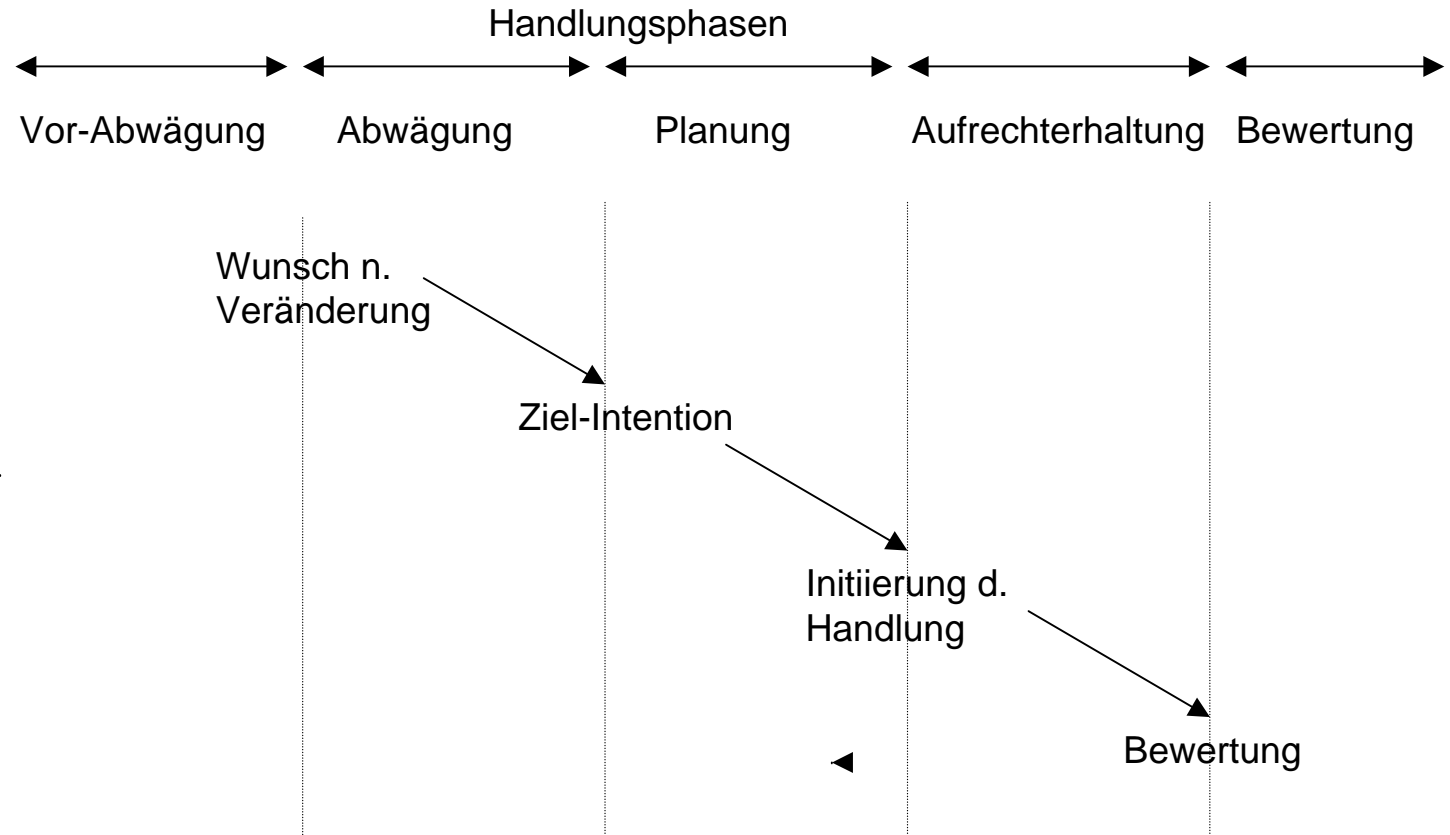 Handlungsphasen
Vor-Abwägung Abwägung Planung Aufrechterhaltung Bewertung
Wunsch n.
Veränderung
Ziel-Intention
Initiierung d.
Handlung
Bewertung